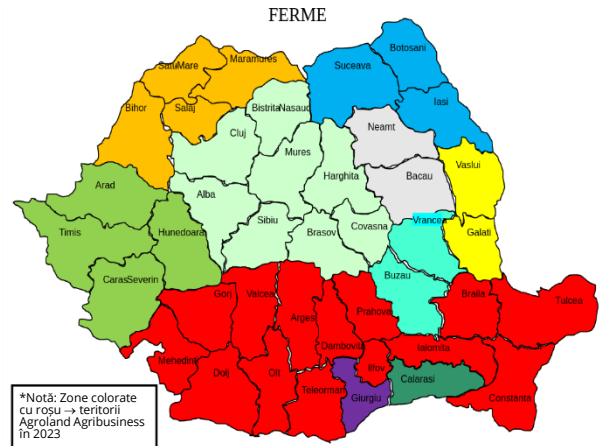 FERME
Botosani
Maramures
SatuMare
Suceava
Bihor
Salaj
BistritaNasaud
Iasi
Cluj
Neamt
Mures
Vaslui
Harghita
Bacau
Arad
Alba
Sibiu
Vrancea
Timis
Hunedoara
Brasov
Covasna
Galati
CarasSeverin
Buzau
Gorj
Valcea
Braila
Tulcea
Arges
Prahova
Dambovita
Ialomita
Mehedinti
Dolj
Olt
Ilfov
Teleorman
Calarasi
Giurgiu
Constanta
*Notă: Zone colorate
cu roșu → teritorii
Agroland Agribusiness
în 2023